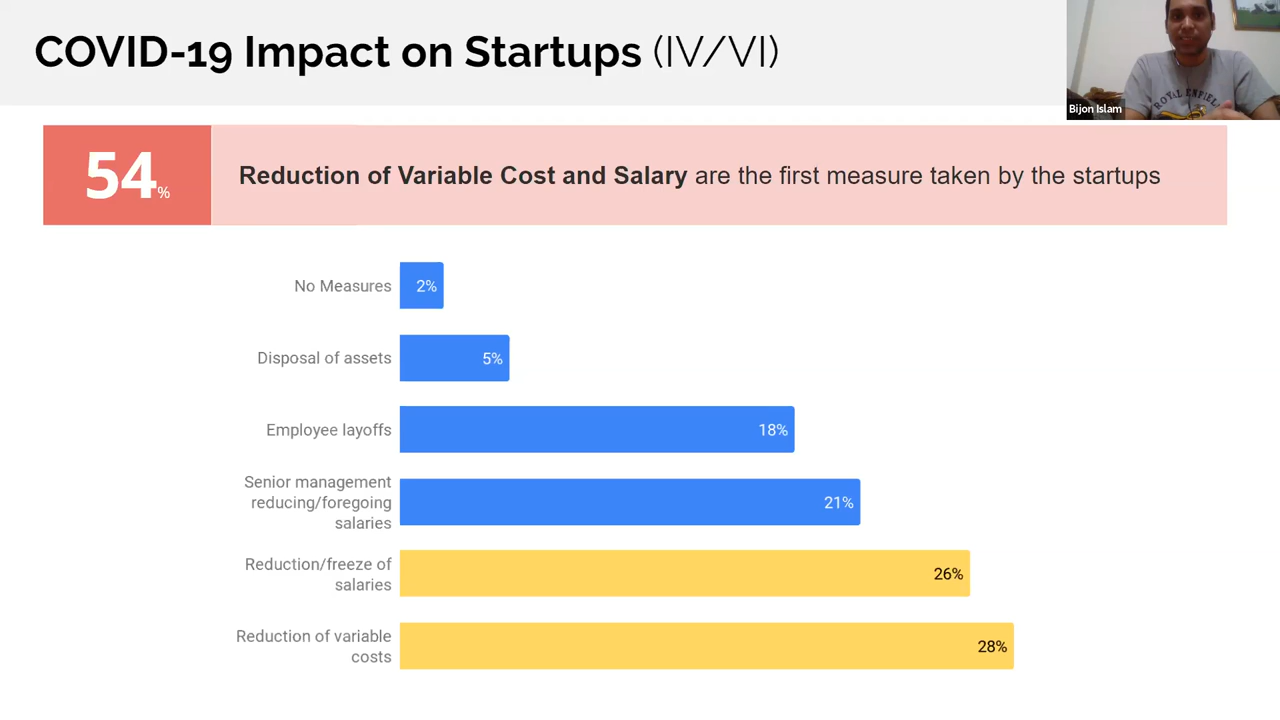 COVID-19 Impact on Startups (IV/VI)
ROYAL ENFIEL
Bijon Islam
54%
Reduction of Variable Cost and Salary are the first measure taken by the startups
No Measures
2%
Disposal of assets
5%
Employee layoffs
18%
Senior management
reducing/foregoing
salaries
21%
Reduction/freeze of
salaries
26%
Reduction of variable
costs
28%